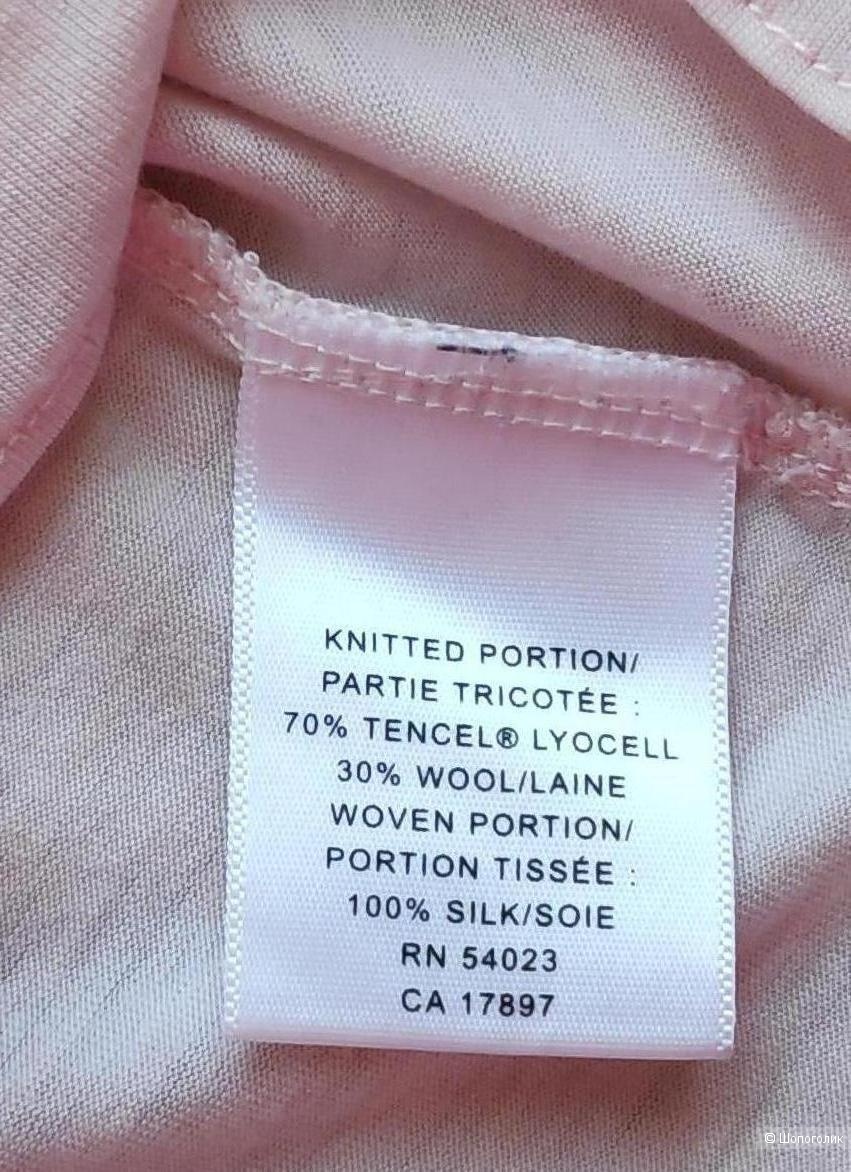 KNITTED PORTION/
PARTIE TRICOTÉE :
70% TENCEL® LYOCELL
30% WOOL/LAINE
WOVEN PORTION/
PORTION TISSÉE :
100% SILK/SOIE
RN 54023
CA 17897
© Шопоголик